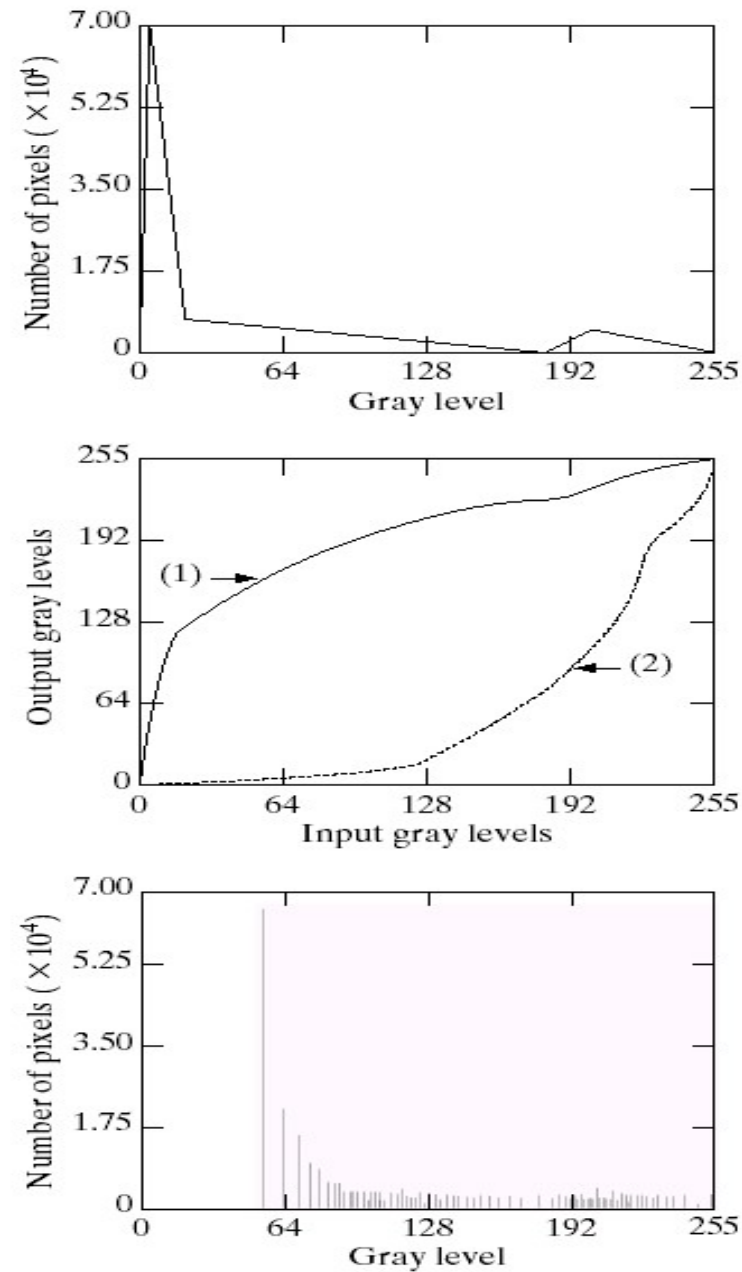 7.00
5.25
3.50
1.75
0
Number of pixels (×10⁴)
0 64 128 192 255
Gray level
255
192
128
64
0
Output gray levels
(1)
(2)
0 64 128 192 255
Input gray levels
7.00
5.25
3.50
1.75
0
Number of pixels (×10⁴)
0 64 128 192 255
Gray level